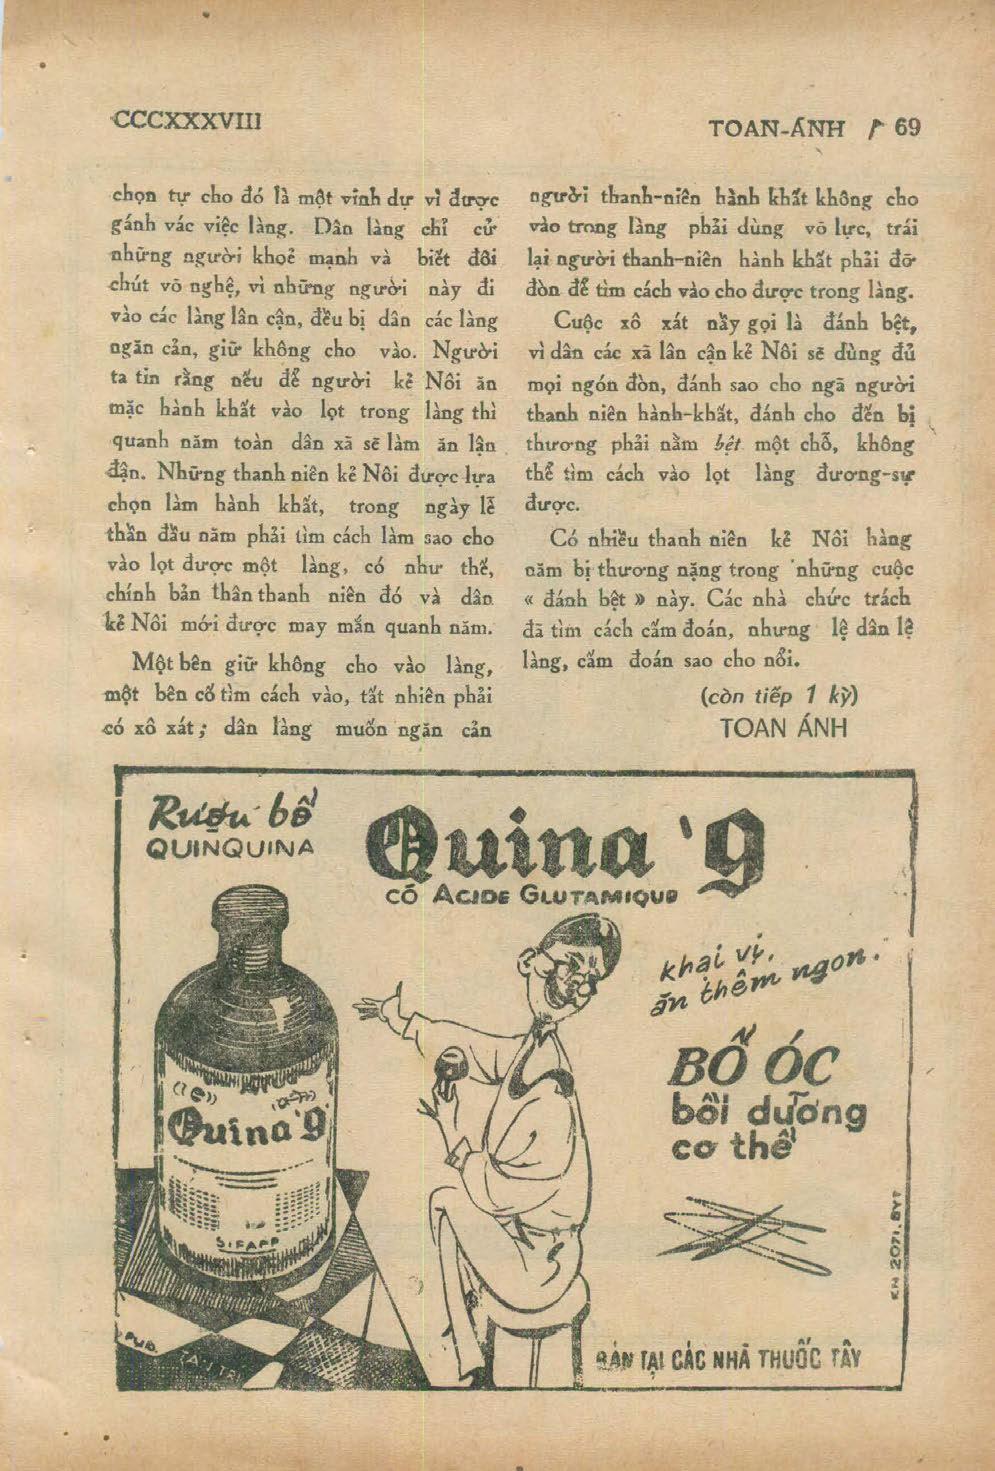 CCCXXXVIII
TOAN-ÁNH 69
chọn tự cho đó là một vinh dự vì được
gánh vác việc làng. Dân làng chỉ cử
những người khoẻ mạnh và biết đôi
chút võ nghệ, vì những người này đi
vào các làng lân cận, đều bị dân các làng
ngăn cản, giữ không cho vào. Người
ta tin rằng nếu để người kẻ Nôi ăn
mặc hành khất vào lọt trong làng thì
quanh năm toàn dân xã sẽ làm ăn lận
đận. Những thanh niên kẻ Nôi được lựa
chọn làm hành khất, trong ngày lễ
thần đầu năm phải tìm cách làm sao cho
vào lọt được một làng, có như thế,
chính bản thân thanh niên đó và dân
kẻ Nôi mới được may mắn quanh năm.
Một bên giữ không cho vào làng,
một bên cố tìm cách vào, tất nhiên phải
có xô xát ; dân làng muốn ngăn cản
người thanh-niên hành khất không cho
vào trong làng phải dùng võ lực, trái
lại người thanh-niên hành khất phải đỡ
đòn để tìm cách vào cho được trong làng.
Cuộc xô xát nầy gọi là đánh bệt,
vì dân các xã lân cận kẻ Nôi sẽ dùng đủ
mọi ngón đòn, đánh sao cho ngã người
thanh niên hành-khất, đánh cho đến bị
thương phải nằm bệt một chỗ, không
thể tìm cách vào lọt làng đương-sự
được.
Có nhiều thanh niên kẻ Nôi hàng
năm bị thương nặng trong những cuộc
« đánh bệt » này. Các nhà chức trách
đã tìm cách cấm đoán, nhưng lệ dân lệ
làng, cấm đoán sao cho nổi.
(còn tiếp 1 kỳ)
TOAN ÁNH
Rượu bổ
QUINQUINA
Quina '9
CÓ ACIDE GLUTAMIQUE
khai vị,
ăn thêm ngon.
BỔ ÓC
bồi dưỡng
cơ thể
Quina '9
SIFAPP
PUB.
KN 2071. BYT
BÁN TẠI CÁC NHÀ THUỐC TÂY